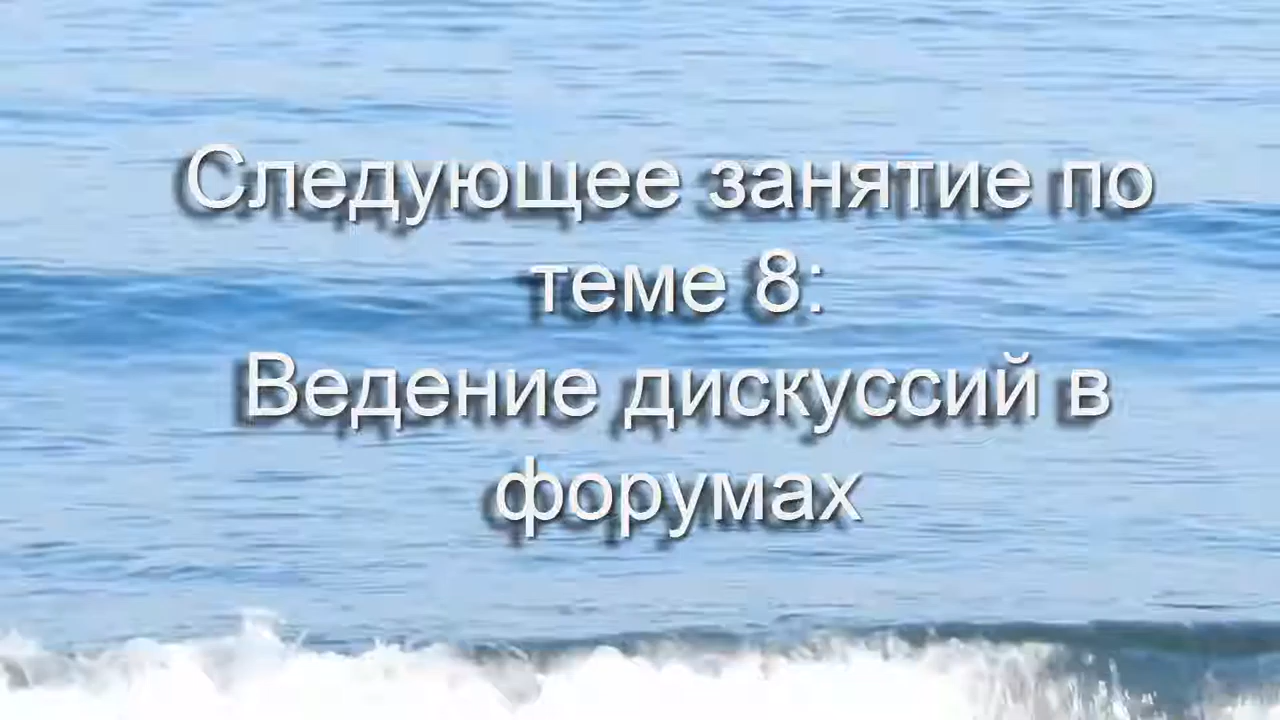 Следующее занятие по
теме 8:
Ведение дискуссий в
форумах